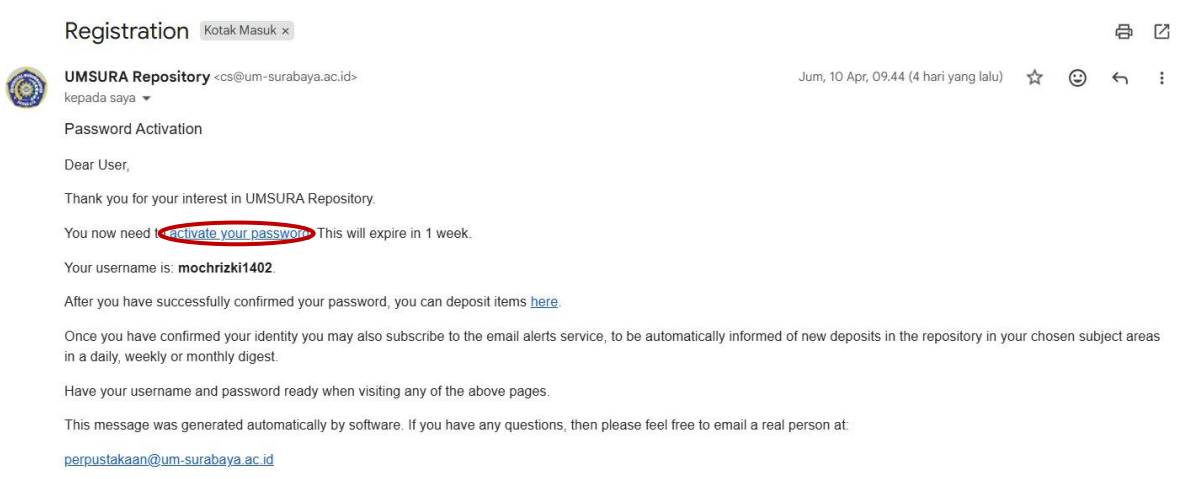 Registration Kotak Masuk ×
UMSURA Repository <cs@um-surabaya.ac.id> Jum, 10 Apr, 09.44 (4 hari yang lalu)
kepada saya
Password Activation
Dear User,
Thank you for your interest in UMSURA Repository.
You now need to activate your password. This will expire in 1 week.
Your username is: mochrizki1402.
After you have successfully confirmed your password, you can deposit items here.
Once you have confirmed your identity you may also subscribe to the email alerts service, to be automatically informed of new deposits in the repository in your chosen subject areas
in a daily, weekly or monthly digest.
Have your username and password ready when visiting any of the above pages.
This message was generated automatically by software. If you have any questions, then please feel free to email a real person at:
perpustakaan@um-surabaya.ac.id